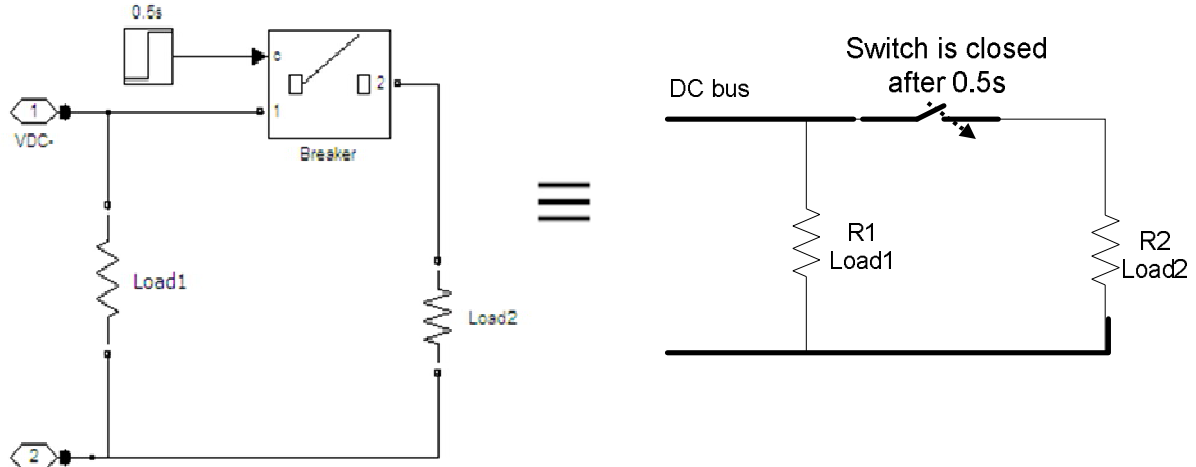 0.5s
c
1
2
Breaker
1
VDC-
Load1
Load2
2
DC bus
Switch is closed
after 0.5s
R1
Load1
R2
Load2